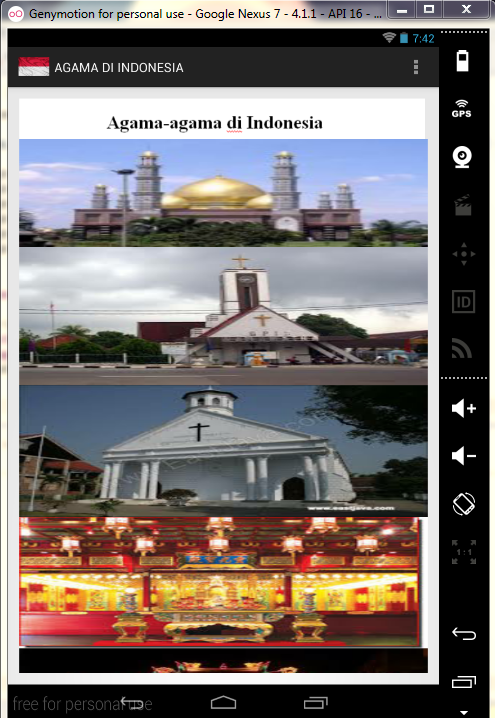 Genymotion for personal use - Google Nexus 7 - 4.1.1 - API 16 - ...
7:42
AGAMA DI INDONESIA
GPS
Agama-agama di Indonesia
ID
www.eastjava.com
1:1
free for personal use